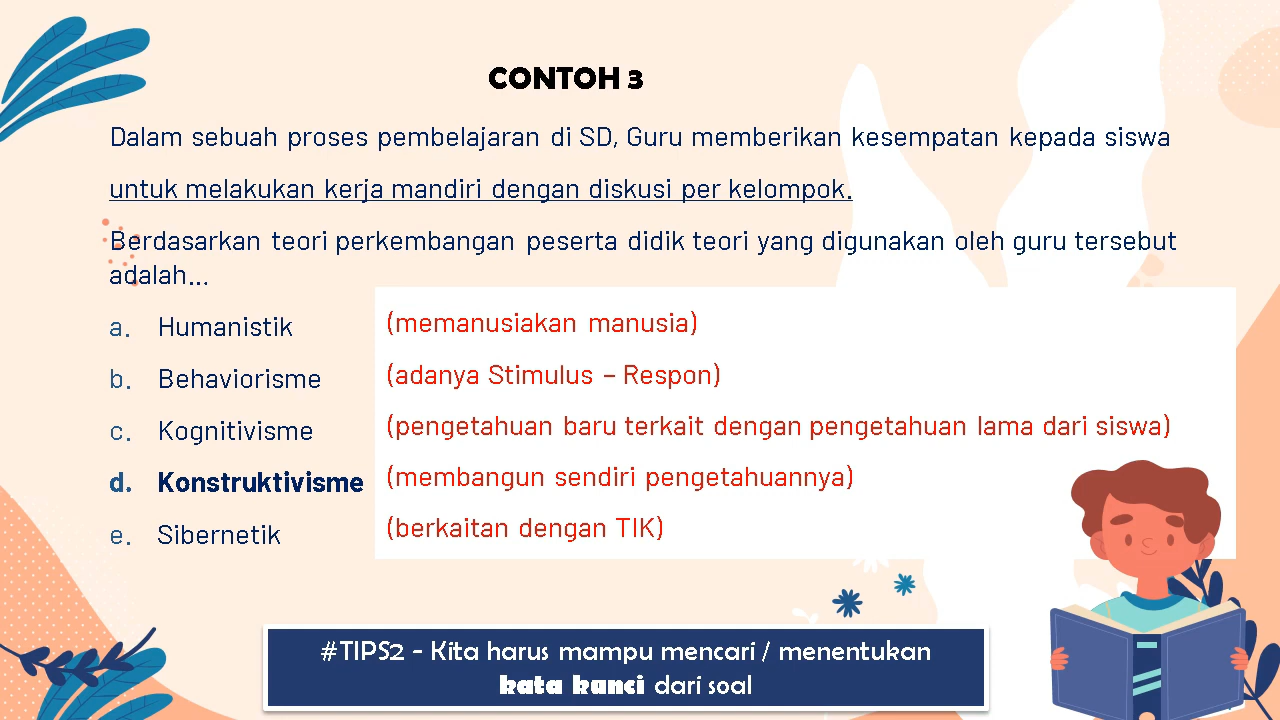 CONTOH 3
Dalam sebuah proses pembelajaran di SD, Guru memberikan kesempatan kepada siswa
untuk melakukan kerja mandiri dengan diskusi per kelompok.
Berdasarkan teori perkembangan peserta didik teori yang digunakan oleh guru tersebut
adalah...
a. Humanistik (memanusiakan manusia)
b. Behaviorisme (adanya Stimulus – Respon)
c. Kognitivisme (pengetahuan baru terkait dengan pengetahuan lama dari siswa)
d. Konstruktivisme (membangun sendiri pengetahuannya)
e. Sibernetik (berkaitan dengan TIK)
#TIPS2 - Kita harus mampu mencari / menentukan
kata kunci dari soal